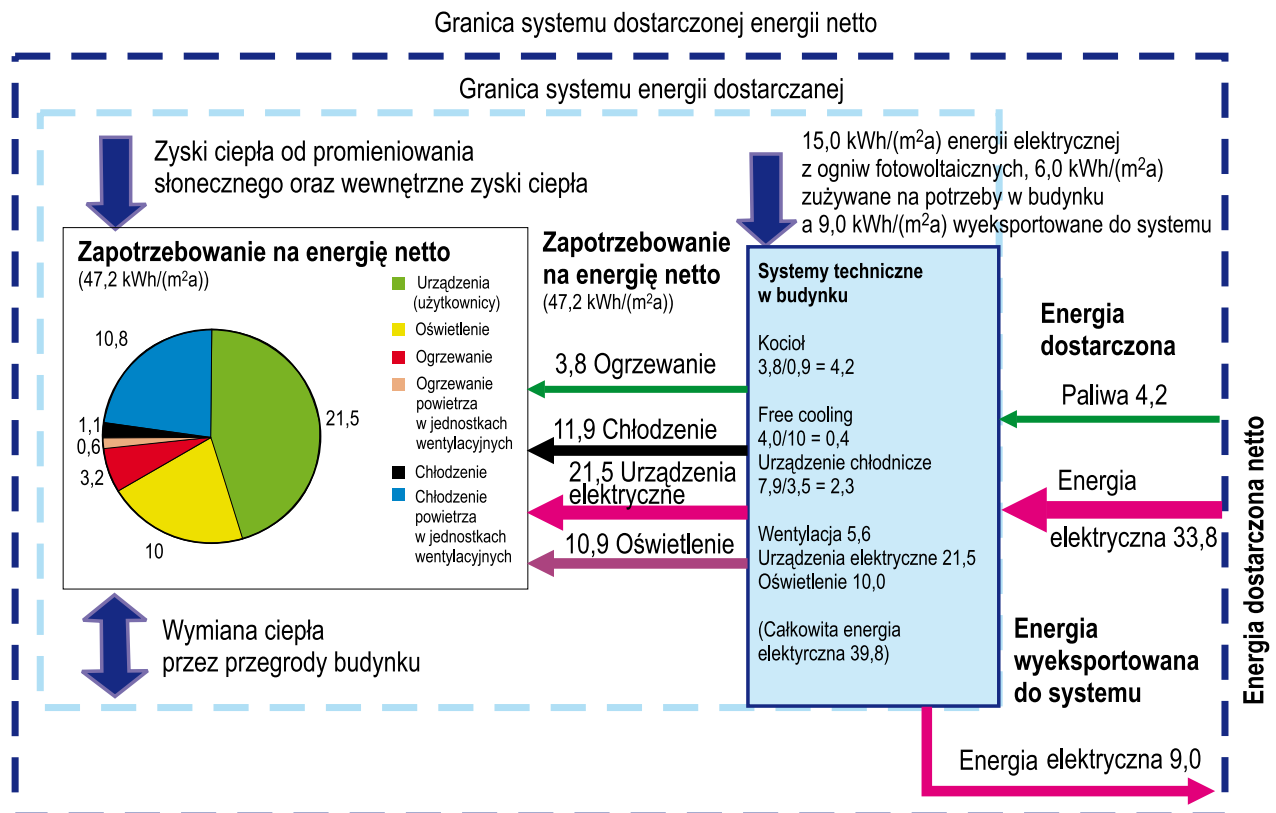 Granica systemu dostarczonej energii netto
Granica systemu energii dostarczanej
Zyski ciepła od promieniowania
słonecznego oraz wewnętrzne zyski ciepła
15,0 kWh/(m²a) energii elektrycznej
z ogniw fotowoltaicznych, 6,0 kWh/(m²a)
zużywane na potrzeby w budynku
a 9,0 kWh/(m²a) wyeksportowane do systemu
Zapotrzebowanie na energię netto
(47,2 kWh/(m²a))
10,8
1,1
0,6
3,2
10
21,5
Urządzenia
(użytkownicy)
Oświetlenie
Ogrzewanie
Ogrzewanie
powietrza
w jednostkach
wentylacyjnych
Chłodzenie
Chłodzenie
powietrza
w jednostkach
wentylacyjnych
Zapotrzebowanie
na energię netto
(47,2 kWh/(m²a))
3,8 Ogrzewanie
11,9 Chłodzenie
21,5 Urządzenia
elektryczne
10,9 Oświetlenie
Systemy techniczne
w budynku
Kocioł
3,8/0,9 = 4,2
Free cooling
4,0/10 = 0,4
Urządzenie chłodnicze
7,9/3,5 = 2,3
Wentylacja 5,6
Urządzenia elektryczne 21,5
Oświetlenie 10,0
(Całkowita energia
elektyrczna 39,8)
Energia
dostarczona
Paliwa 4,2
Energia
elektryczna 33,8
Energia
wyeksportowana
do systemu
Energia elektryczna 9,0
Energia dostarczona netto
Wymiana ciepła
przez przegrody budynku